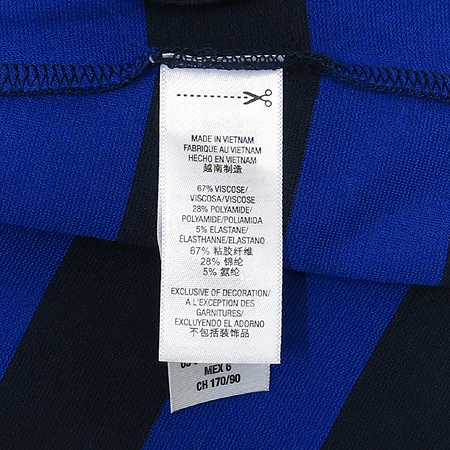 MADE IN VIETNAM
FABRIQUE AU VIETNAM
HECHO EN VIETNAM
越南制造
67% VISCOSE/
VISCOSA/VISCOSE
28% POLYAMIDE/
POLYAMIDE/POLIAMIDA
5% ELASTANE/
ÉLASTHANNE/ELASTANO
67% 粘胶纤维
28% 锦纶
5% 氨纶
EXCLUSIVE OF DECORATION/
A L'EXCEPTION DES
GARNITURES/
EXCLUYENDO EL ADORNO
不包括装饰品
MEX 6
CH 170/90